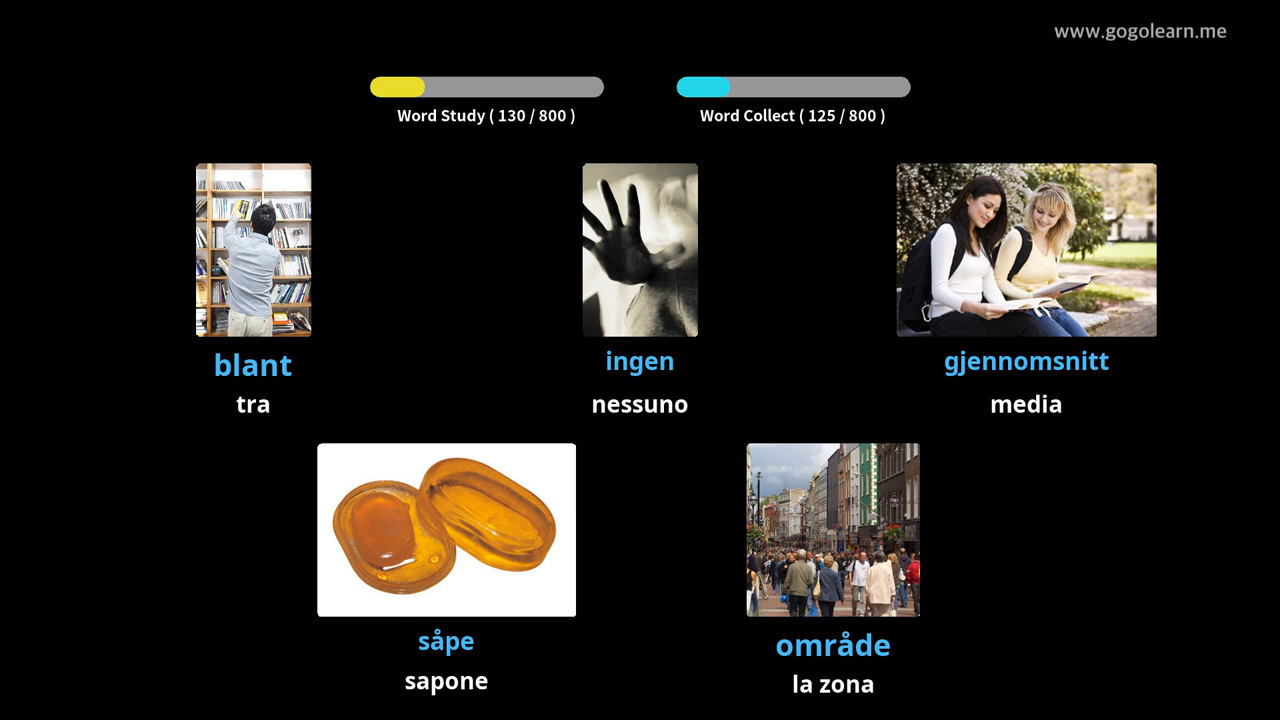 www.gogolearn.me
Word Study ( 130 / 800 )
Word Collect ( 125 / 800 )
blant
tra
ingen
nessuno
gjennomsnitt
media
såpe
sapone
område
la zona